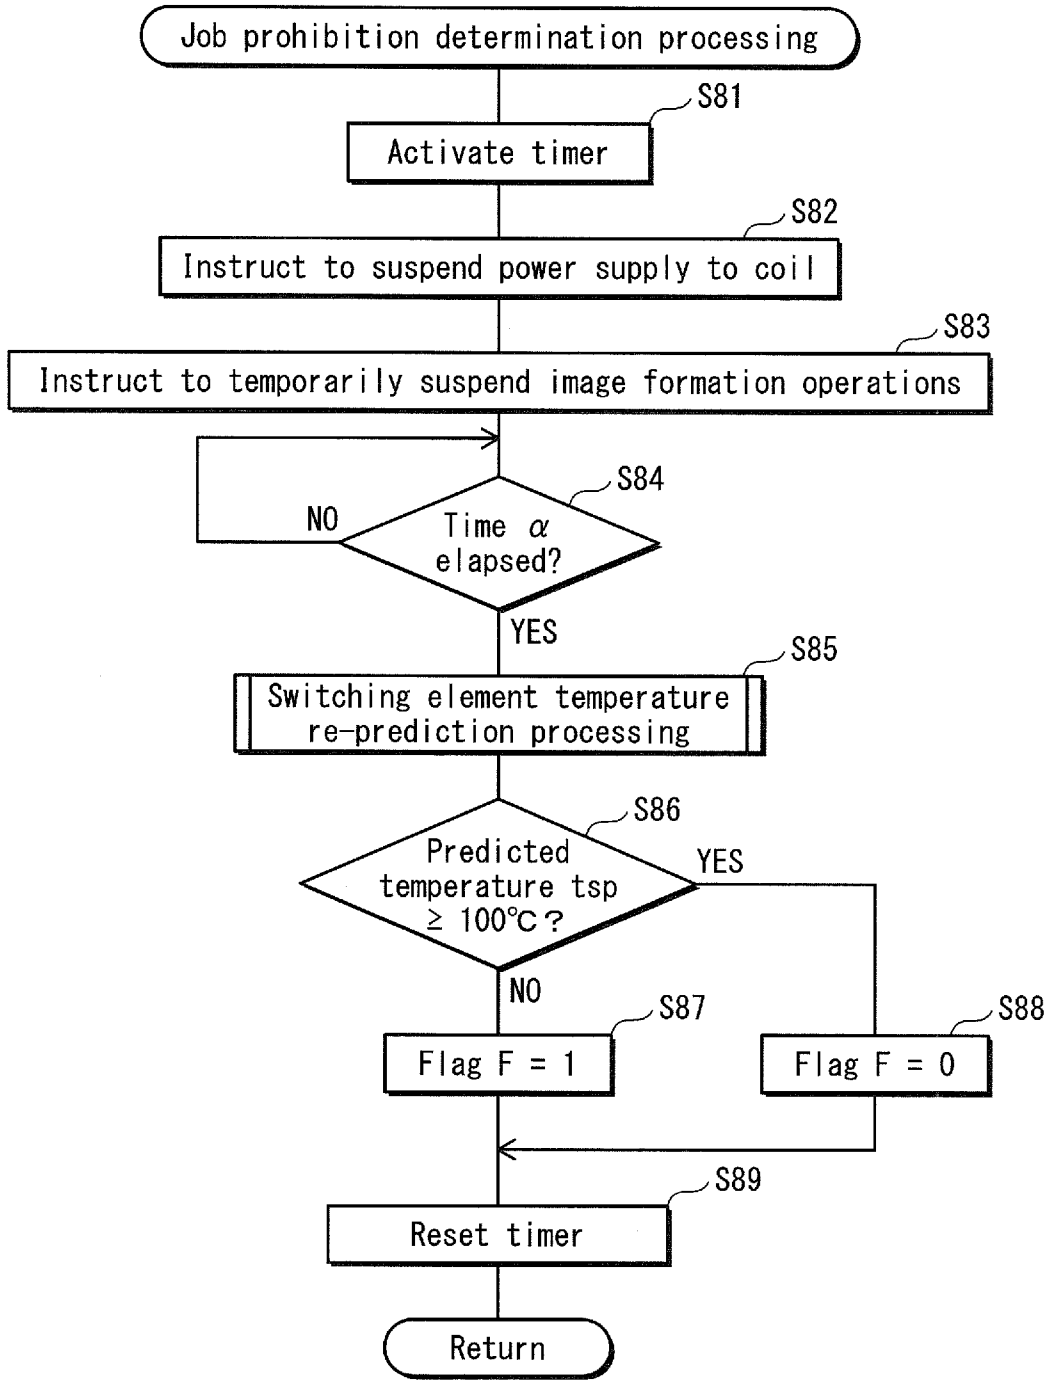 Job prohibition determination processing
S81
Activate timer
S82
Instruct to suspend power supply to coil
S83
Instruct to temporarily suspend image formation operations
S84
Time α
elapsed?
NO
YES
S85
Switching element temperature
re-prediction processing
S86
Predicted
temperature tsp
≥ 100℃?
YES
NO
S87
Flag F = 1
S88
Flag F = 0
S89
Reset timer
Return